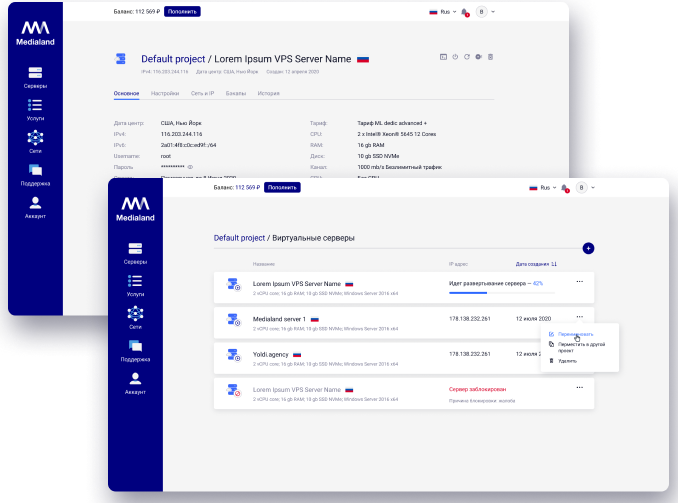 Баланс: 112 569 ₽ Пополнить
Rus
B
Medialand
Серверы
Услуги
Сети
Поддержка
Аккаунт
Default project / Lorem Ipsum VPS Server Name
IPv4: 116.203.244.116 Дата центр: США, Нью Йорк Создан: 12 апреля 2020
Основное Настройки Сеть и IP Бэкапы История
Дата центр: США, Нью Йорк
IPv4: 116.203.244.116
IPv6: 2a01:4f8:c0c:ed9f::/64
Username: root
Пароль ********** 
Тариф: Тариф ML dedic advanced +
CPU: 2 x Intel® Xeon® 5645 12 Cores
RAM: 16 gb RAM
Диск: 10 gb SSD NVMe
Канал: 1000 mb/s Безлимитный трафик
Баланс: 112 569 ₽ Пополнить
Rus
B
Medialand
Серверы
Услуги
Сети
Поддержка
Аккаунт
Default project / Виртуальные серверы
Название IP адрес Дата создания
Lorem Ipsum VPS Server Name Идет развертывание сервера – 42%
2 vCPU core; 16 gb RAM; 10 gb SSD NVMe; Windows Server 2016 x64
Medialand server 1 178.138.232.261 12 июля 2020
2 vCPU core; 16 gb RAM; 10 gb SSD NVMe; Windows Server 2016 x64
Yoldi.agency 178.138.232.261 12 июля 2
2 vCPU core; 16 gb RAM; 10 gb SSD NVMe; Windows Server 2016 x64
Lorem Ipsum VPS Server Name Сервер заблокирован
2 vCPU core; 16 gb RAM; 10 gb SSD NVMe; Windows Server 2016 x64 Причина блокировки: жалоба
Переместить в другой
проект
Удалить